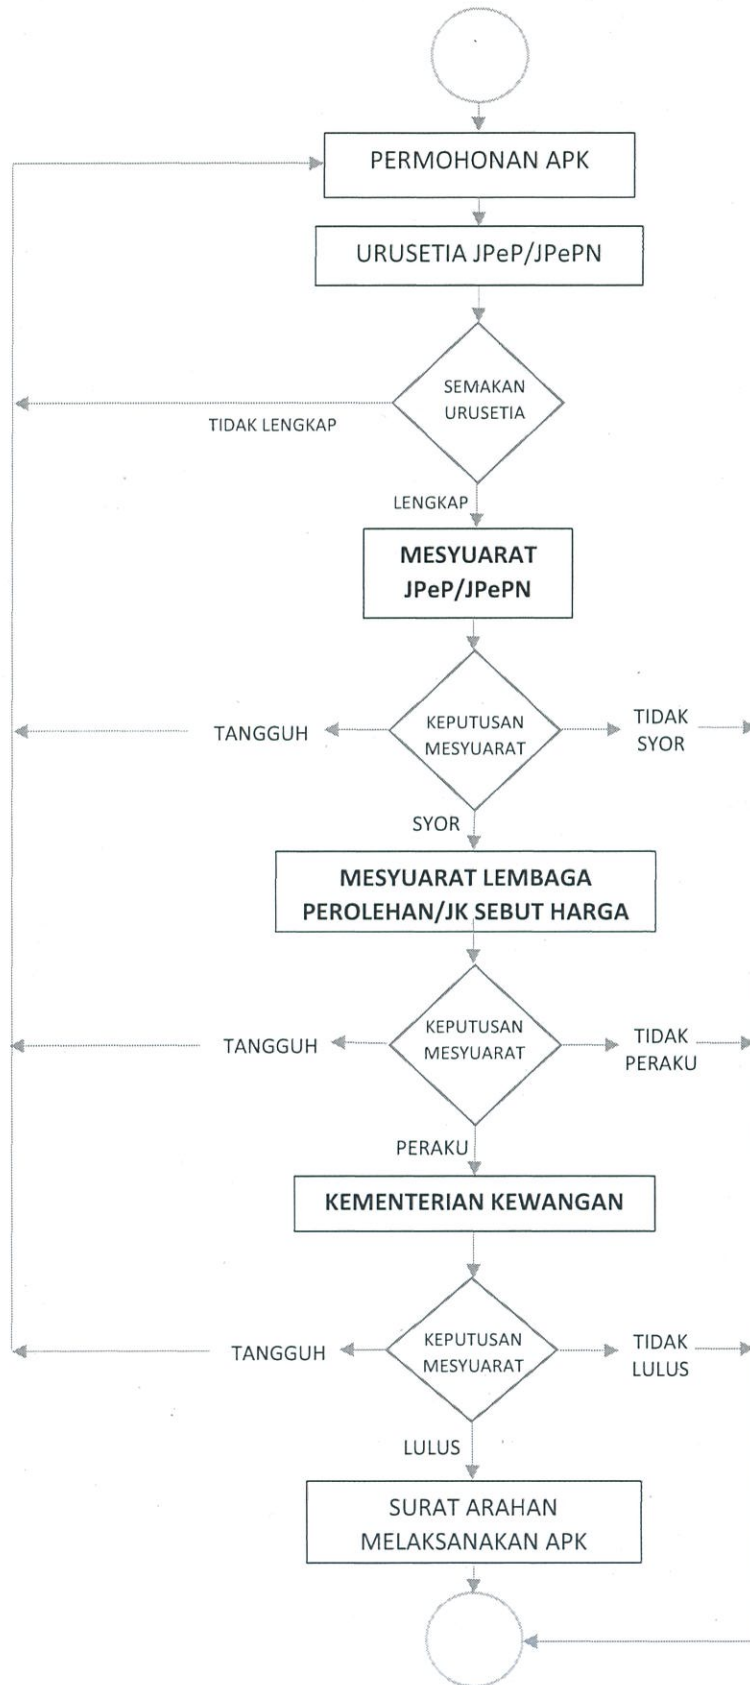 PERMOHONAN APK
URUSETIA JPeP/JPePN
SEMAKAN
URUSETIA
TIDAK LENGKAP
LENGKAP
MESYUARAT
JPeP/JPePN
TANGGUH
KEPUTUSAN
MESYUARAT
TIDAK
SYOR
SYOR
MESYUARAT LEMBAGA
PEROLEHAN/JK SEBUT HARGA
TANGGUH
KEPUTUSAN
MESYUARAT
TIDAK
PERAKU
PERAKU
KEMENTERIAN KEWANGAN
TANGGUH
KEPUTUSAN
MESYUARAT
TIDAK
LULUS
LULUS
SURAT ARAHAN
MELAKSANAKAN APK